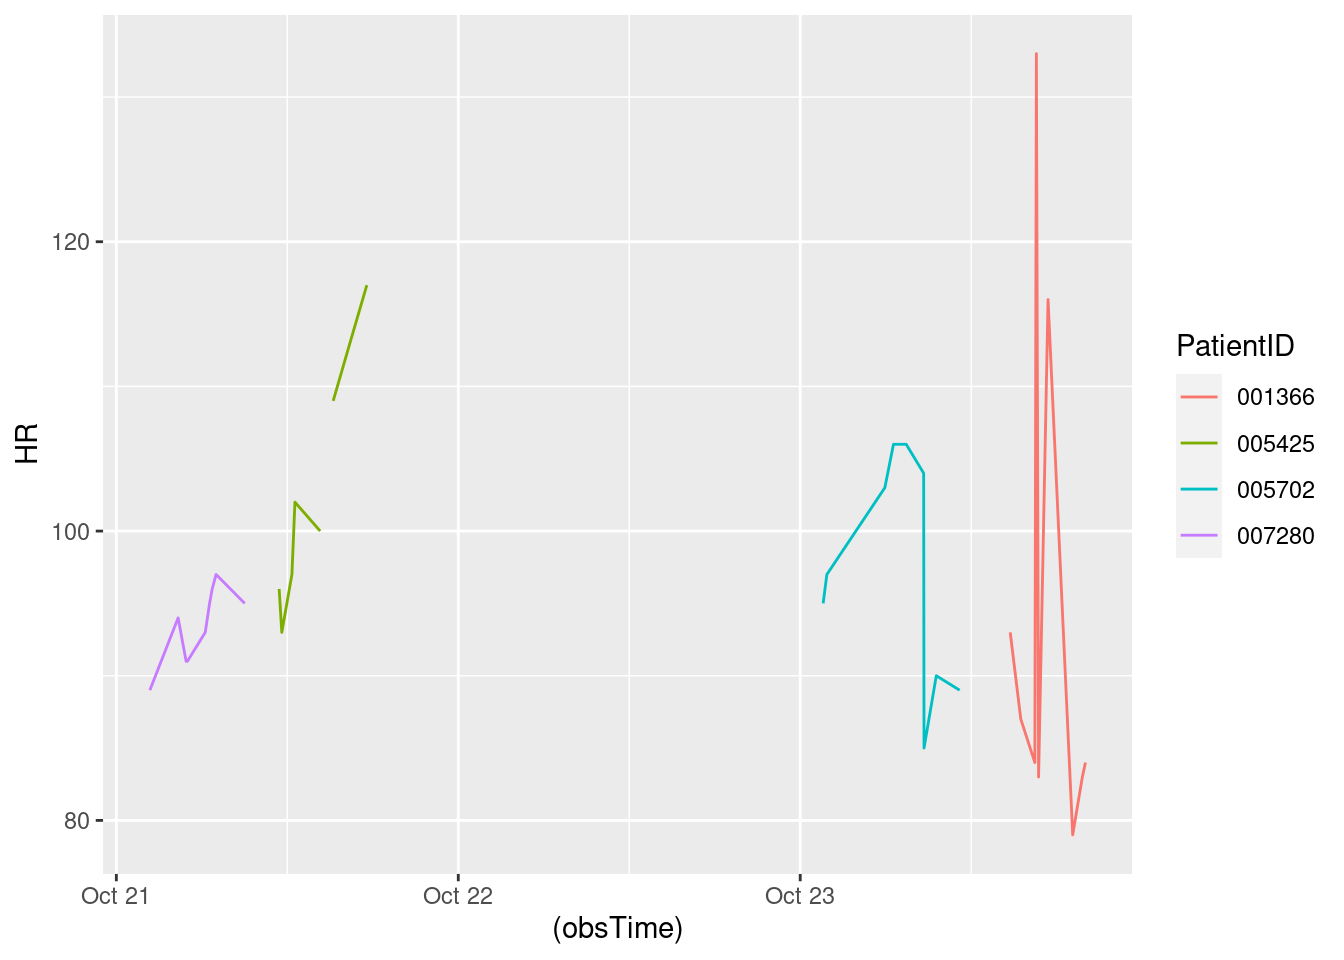 120
100
80
HR
Oct 21
Oct 22
Oct 23
(obsTime)
PatientID
001366
005425
005702
007280